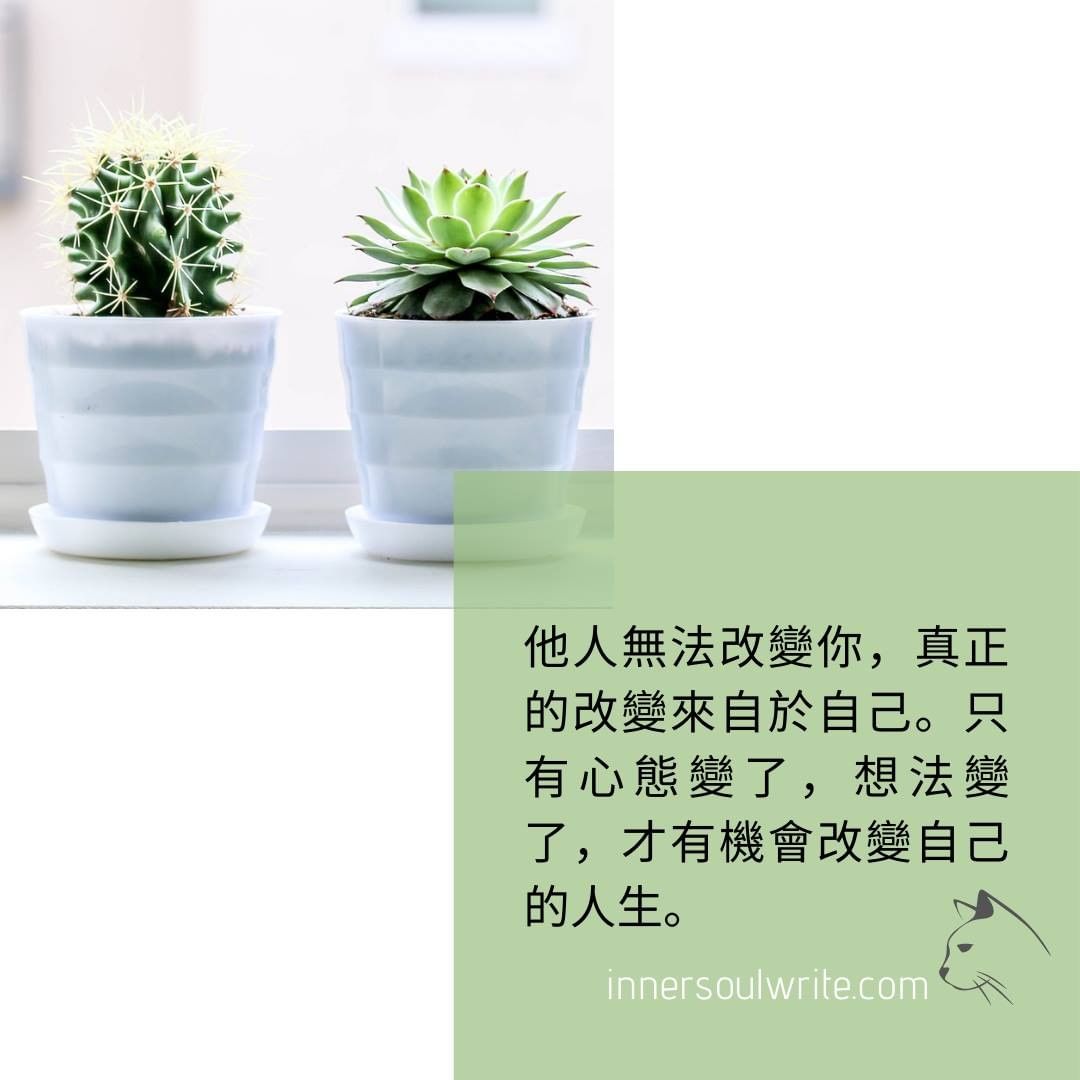 他人無法改變你，真正
的改變來自於自己。只
有心態變了，想法變
了，才有機會改變自己
的人生。
innersoulwrite.com